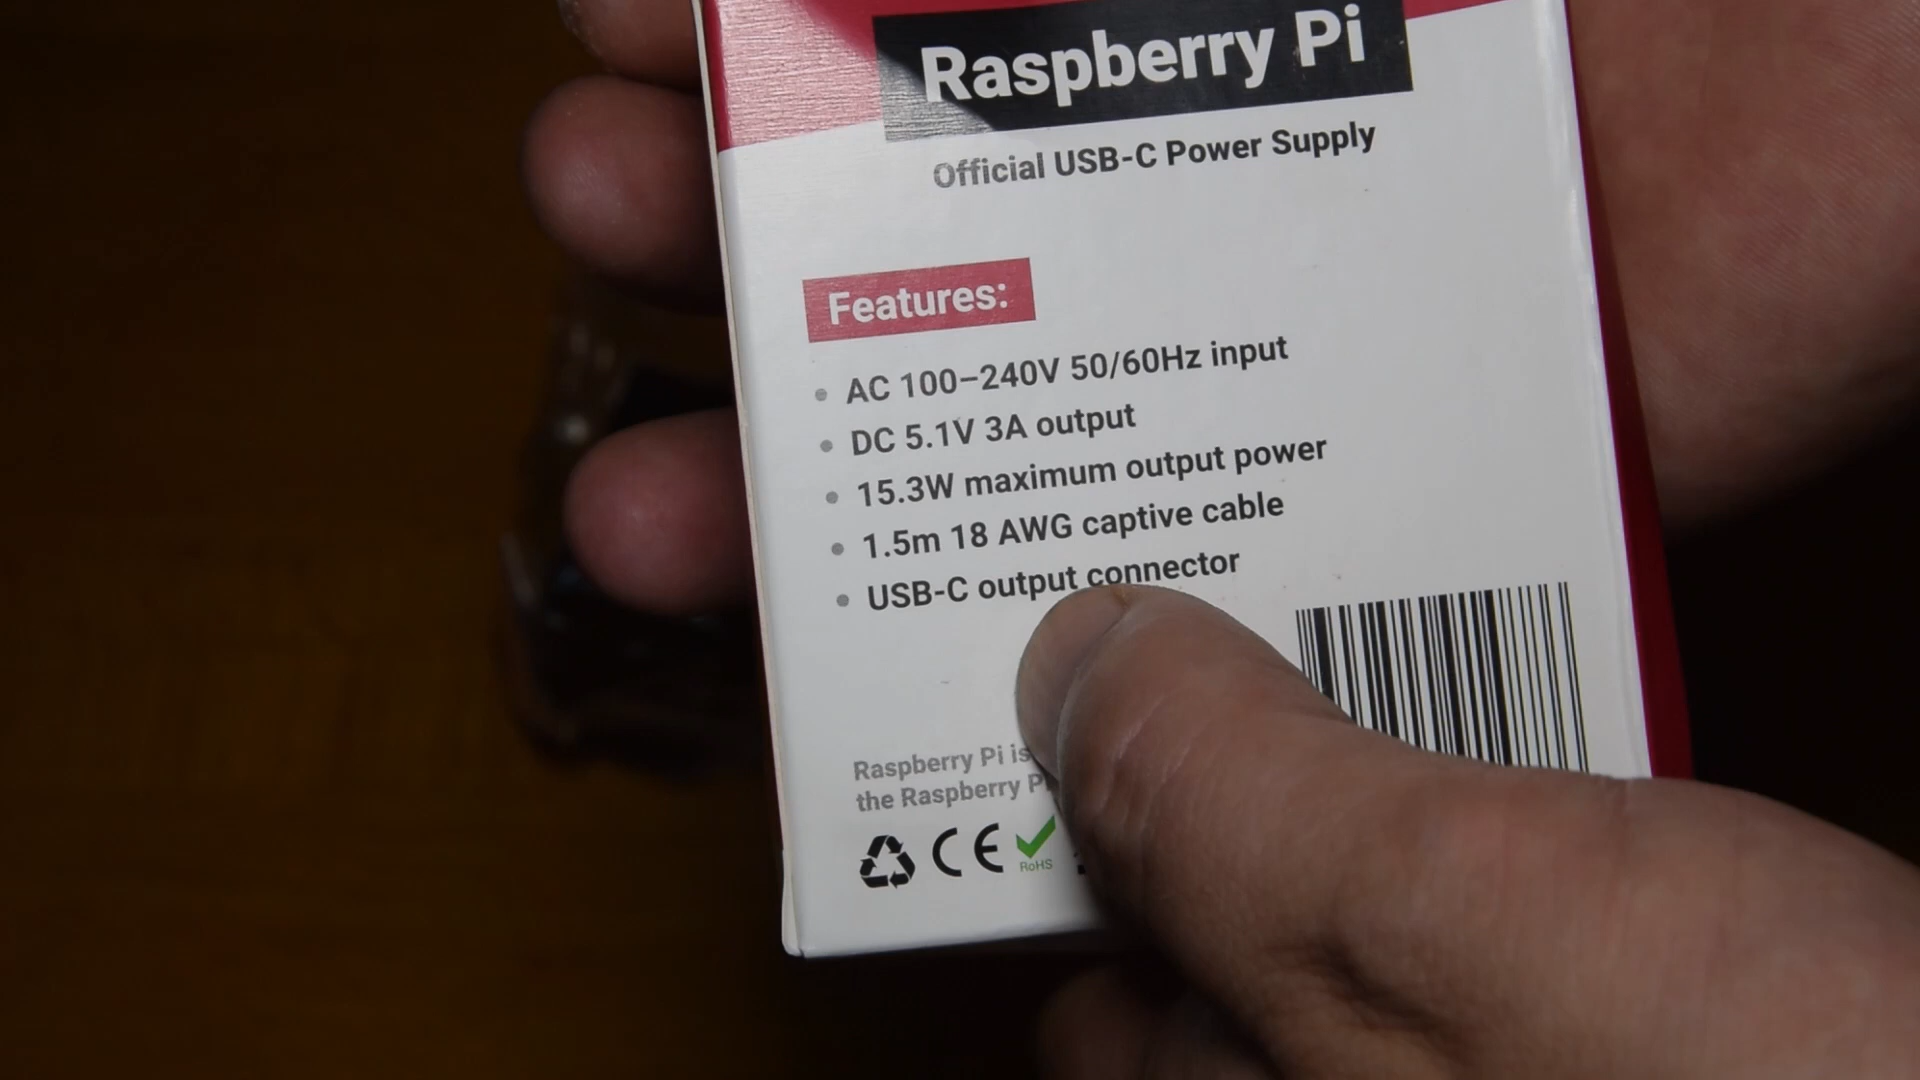 Raspberry Pi
Official USB-C Power Supply
Features:
• AC 100–240V 50/60Hz input
• DC 5.1V 3A output
• 15.3W maximum output power
• 1.5m 18 AWG captive cable
• USB-C output connector
Raspberry Pi is
the Raspberry
CE
RoHS